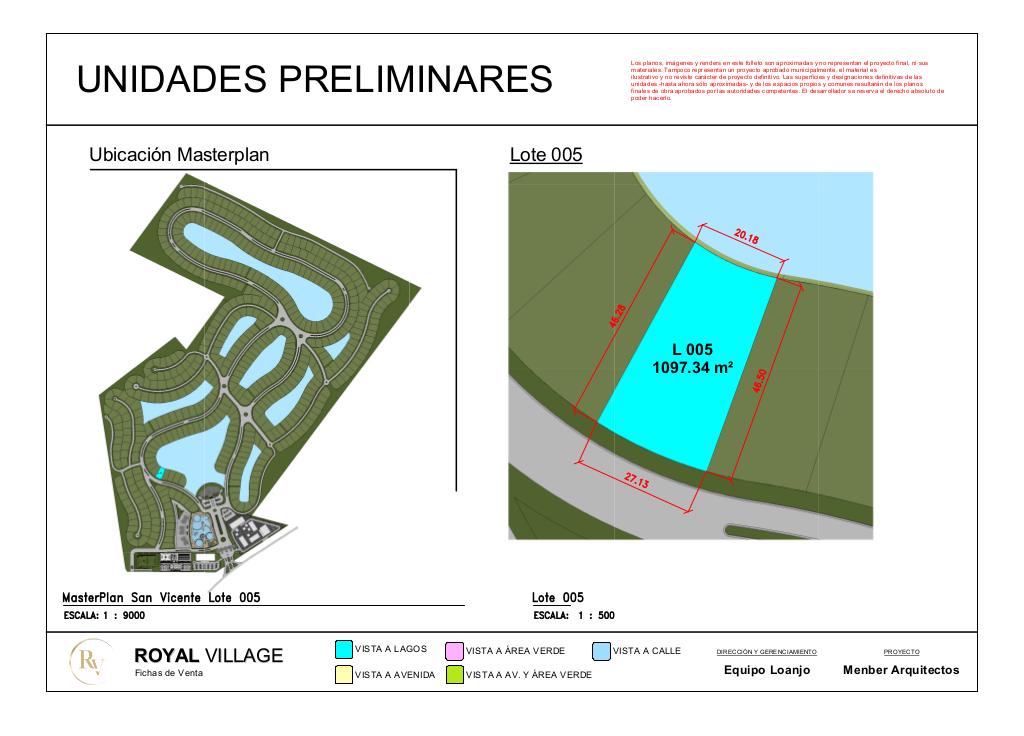 UNIDADES PRELIMINARES
Los planos, imágenes y renders en este folleto son aproximadas y no representan el proyecto final, ni sus
materiales. Tampoco representan un proyecto aprobado municipalmente, el material es
ilustrativo y no reviste carácter de proyecto definitivo. Las superficies y designaciones definitivas de las
unidades -hasta ahora sólo aproximadas- y de los espacios propios y comunes resultarán de los planos
finales de obra aprobados por las autoridades competentes. El desarrollador se reserva el derecho absoluto de
poder hacerlo.
Ubicación Masterplan
Lote 005
20.18
46.28
L 005
1097.34 m²
46.50
27.13
MasterPlan San Vicente Lote 005
ESCALA: 1 : 9000
Lote 005
ESCALA: 1 : 500
RV
ROYAL VILLAGE
Fichas de Venta
VISTA A LAGOS
VISTA A ÁREA VERDE
VISTA A CALLE
VISTA A AVENIDA
VISTA A AV. Y ÁREA VERDE
DIRECCIÓN Y GERENCIAMIENTO
Equipo Loanjo
PROYECTO
Menber Arquitectos